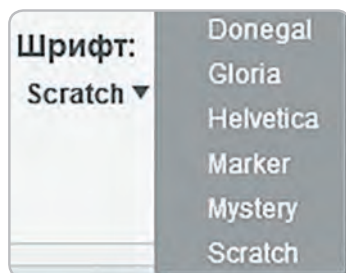 Шрифт:
Scratch ▼
Donegal
Gloria
Helvetica
Marker
Mystery
Scratch